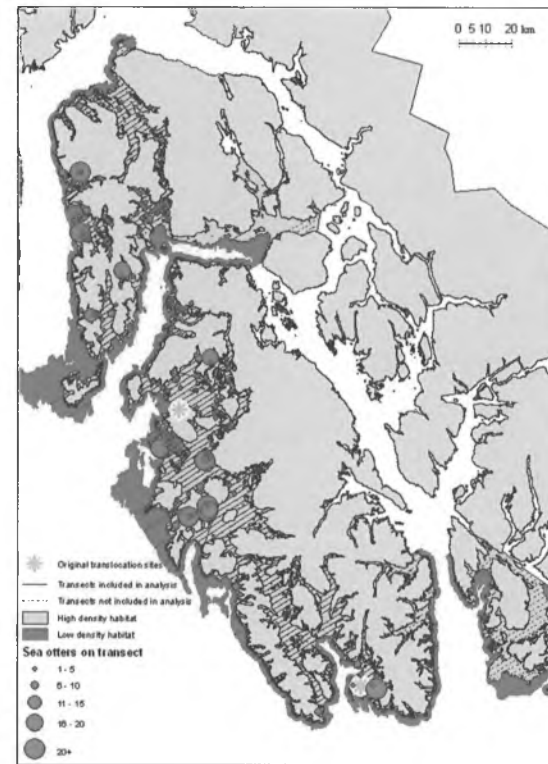 0 5 10 20 km
Original translocation sites
Transects included in analysis
Transects not included in analysis
High density habitat
Low density habitat
Sea otters on transect
1 - 5
6 - 10
11 - 15
16 - 20
20+